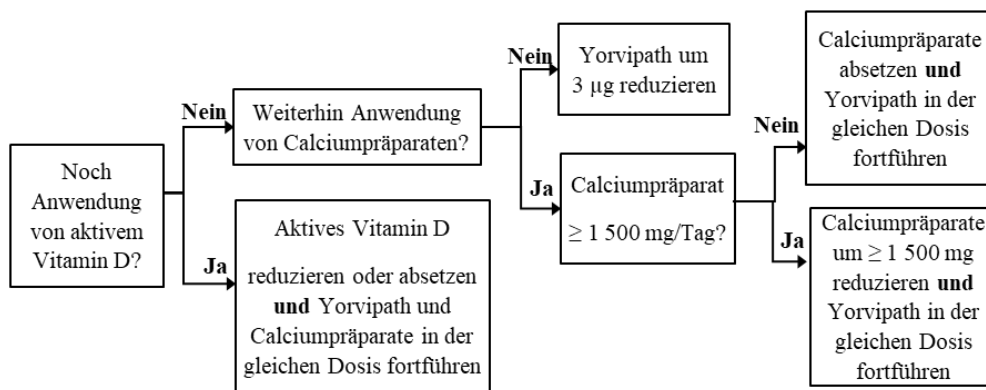 Noch
Anwendung
von aktivem
Vitamin D?
Nein
Ja
Weiterhin Anwendung
von Calciumpräparaten?
Aktives Vitamin D
reduzieren oder absetzen
und Yorvipath und
Calciumpräparate in der
gleichen Dosis fortführen
Nein
Ja
Yorvipath um
3 µg reduzieren
Calciumpräparat
≥ 1 500 mg/Tag?
Nein
Ja
Calciumpräparate
absetzen und
Yorvipath in der
gleichen Dosis
fortführen
Calciumpräparate
um ≥ 1 500 mg
reduzieren und
Yorvipath in der
gleichen Dosis
fortführen